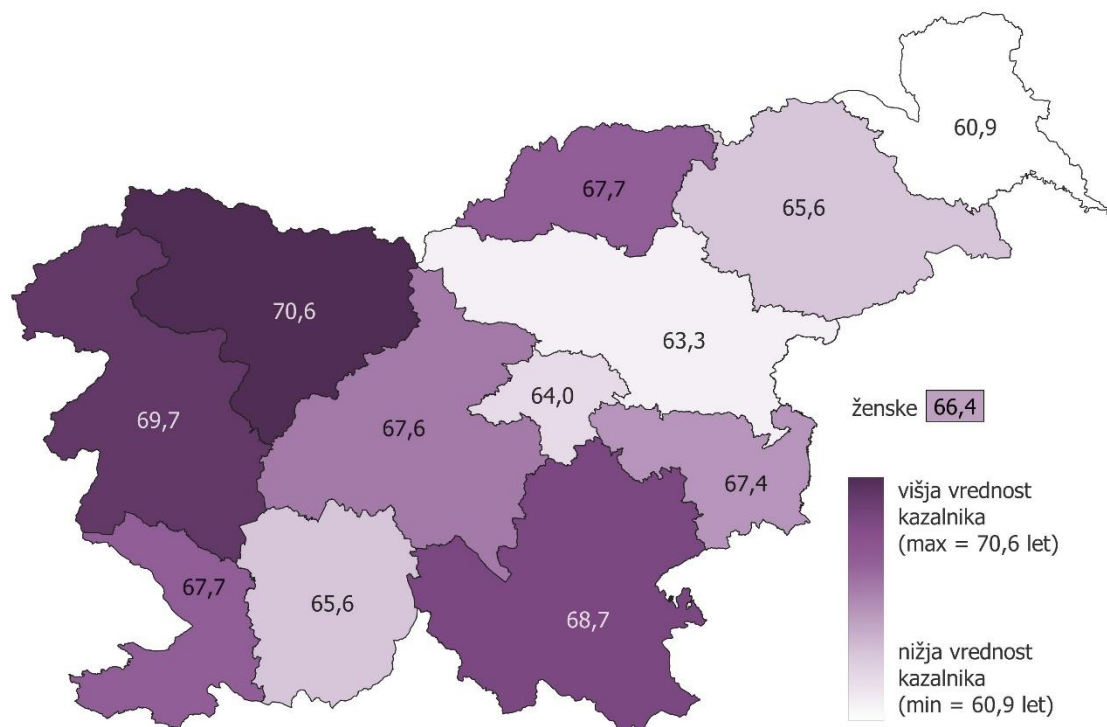 60,9
67,7
65,6
70,6
63,3
64,0
69,7
67,6
ženske 66,4
67,4
višja vrednost
kazalnika
(max = 70,6 let)
67,7
65,6
68,7
nižja vrednost
kazalnika
(min = 60,9 let)